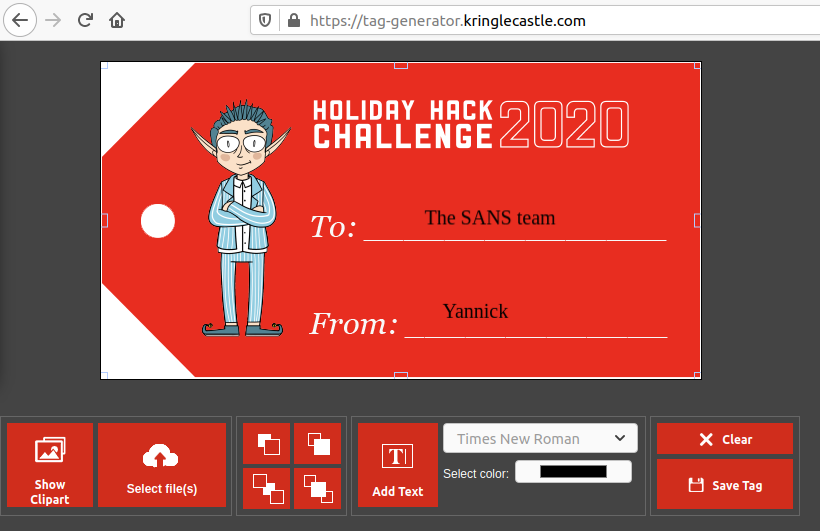 https://tag-generator.kringlecastle.com
HOLIDAY HACK
CHALLENGE 2020
To: The SANS team
From: Yannick
Show Clipart
Select file(s)
Add Text
Times New Roman
Select color:
Clear
Save Tag